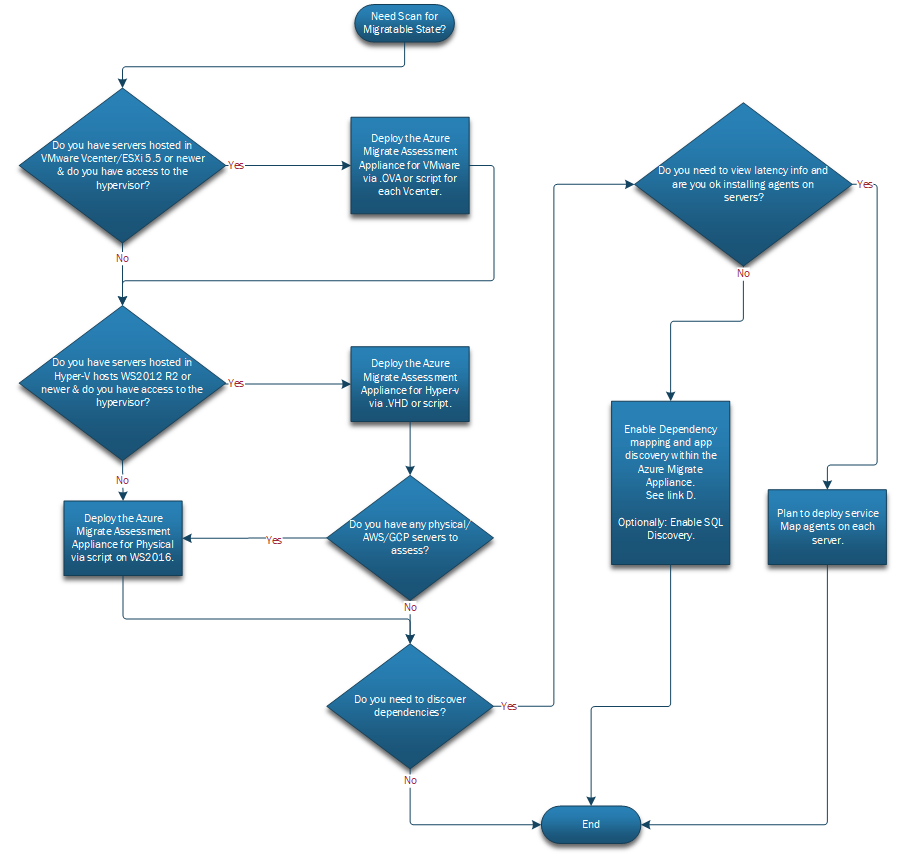 Need Scan for
Migratable State?
Do you have servers hosted in
VMware Vcenter/ESXi 5.5 or newer
& do you have access to the
hypervisor?
Yes
Deploy the Azure
Migrate Assessment
Appliance for VMware
via .OVA or script for
each Vcenter.
No
Do you have servers hosted in
Hyper-V hosts WS2012 R2 or
newer & do you have access to the
hypervisor?
Yes
Deploy the Azure
Migrate Assessment
Appliance for Hyper-v
via .VHD or script.
No
Deploy the Azure
Migrate Assessment
Appliance for Physical
via script on WS2016.
Yes
Do you have any physical/
AWS/GCP servers to
assess?
No
Do you need to discover
dependencies?
Yes
No
Do you need to view latency info and
are you ok installing agents on
servers?
Yes
No
Enable Dependency
mapping and app
discovery within the
Azure Migrate
Appliance.
See link D.
Optionally: Enable SQL
Discovery.
Plan to deploy service
Map agents on each
server.
End